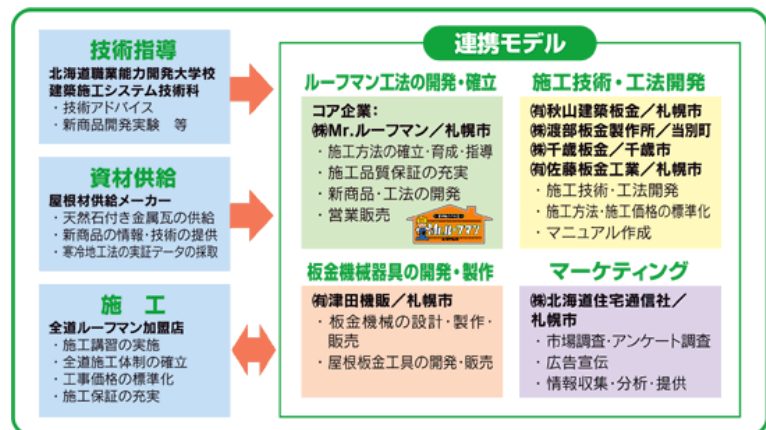 技術指導
北海道職業能力開発大学校
建築施工システム技術科
・技術アドバイス
・新商品開発実験 等
資材供給
屋根材供給メーカー
・天然石付き金属瓦の供給
・新商品の情報・技術の提供
・寒冷地工法の実証データの採取
施 工
全道ルーフマン加盟店
・施工講習の実施
・全道施工体制の確立
・工事価格の標準化
・施工保証の充実
連携モデル
ルーフマン工法の開発・確立
コア企業:
㈱Mr.ルーフマン/札幌市
・施工方法の確立・育成・指導
・施工品質保証の充実
・新商品・工法の開発
・営業販売
ルーフマン
施工技術・工法開発
㈲秋山建築板金/札幌市
㈱渡部板金製作所/当別町
㈱千歳板金/千歳市
㈲佐藤板金工業/札幌市
・施工技術・工法開発
・施工方法・施工価格の標準化
・マニュアル作成
板金機械器具の開発・製作
㈲津田機販/札幌市
・板金機械の設計・製作・
販売
・屋根板金工具の開発・販売
マーケティング
㈱北海道住宅通信社/
札幌市
・市場調査・アンケート調査
・広告宣伝
・情報収集・分析・提供